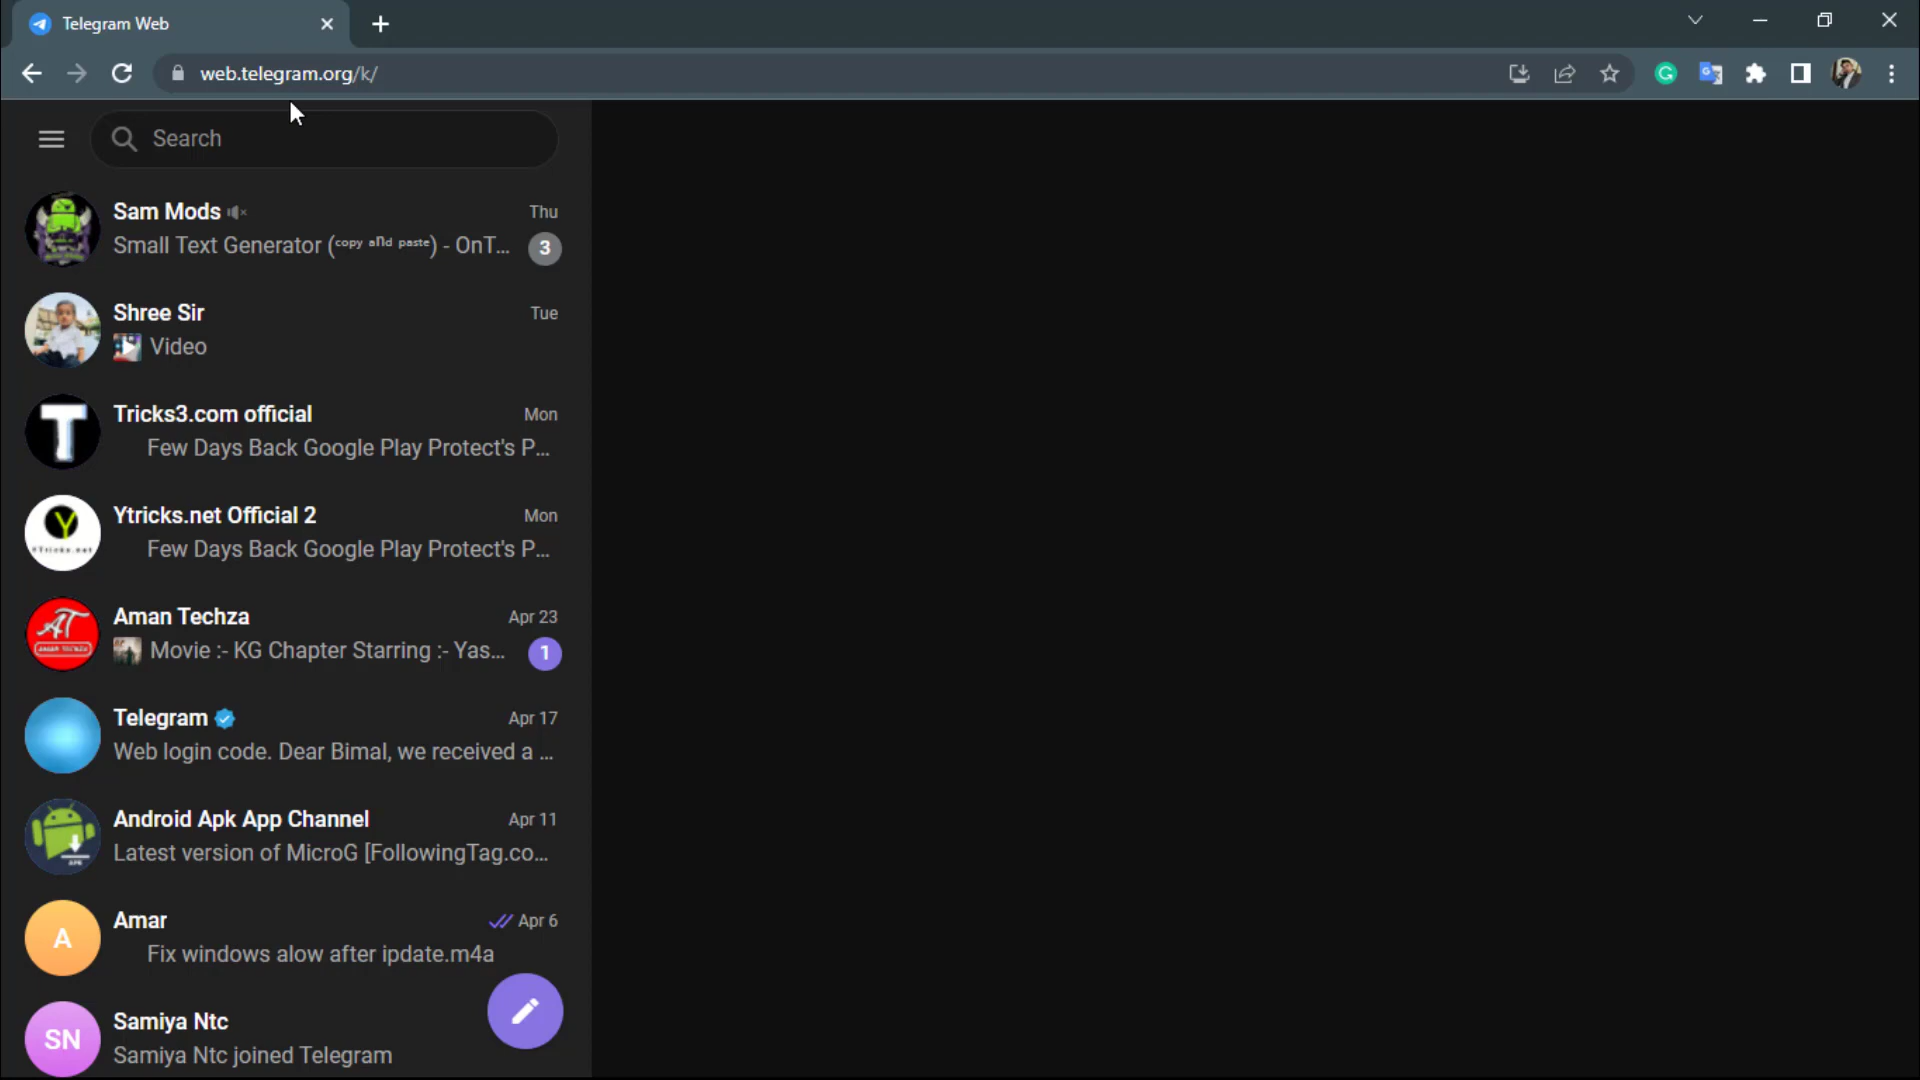 Telegram Web
web.telegram.org/k/
Search
Sam Mods Thu
Small Text Generator (ᶜᵒᵖʸ ᵃⁿᵈ ᵖᵃˢᵗᵉ) - OnT... 3
Shree Sir Tue
Video
Tricks3.com official Mon
Few Days Back Google Play Protect's P...
Ytricks.net Official 2 Mon
Few Days Back Google Play Protect's P...
Aman Techza Apr 23
Movie :- KG Chapter Starring :- Yas... 1
Telegram Apr 17
Web login code. Dear Bimal, we received a ...
Android Apk App Channel Apr 11
Latest version of MicroG [FollowingTag.co...
Amar Apr 6
A
Fix windows alow after ipdate.m4a
Samiya Ntc
SN
Samiya Ntc joined Telegram